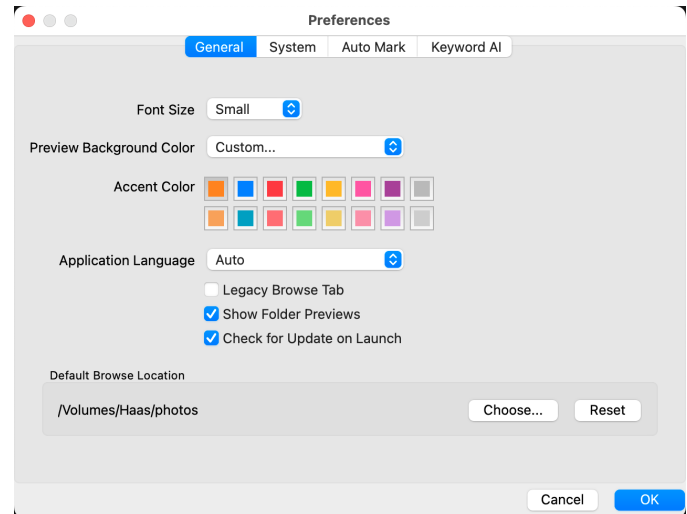 Preferences
General System Auto Mark Keyword AI
Font Size Small
Preview Background Color Custom...
Accent Color
Application Language Auto
Legacy Browse Tab
Show Folder Previews
Check for Update on Launch
Default Browse Location
/Volumes/Haas/photos Choose... Reset
Cancel OK